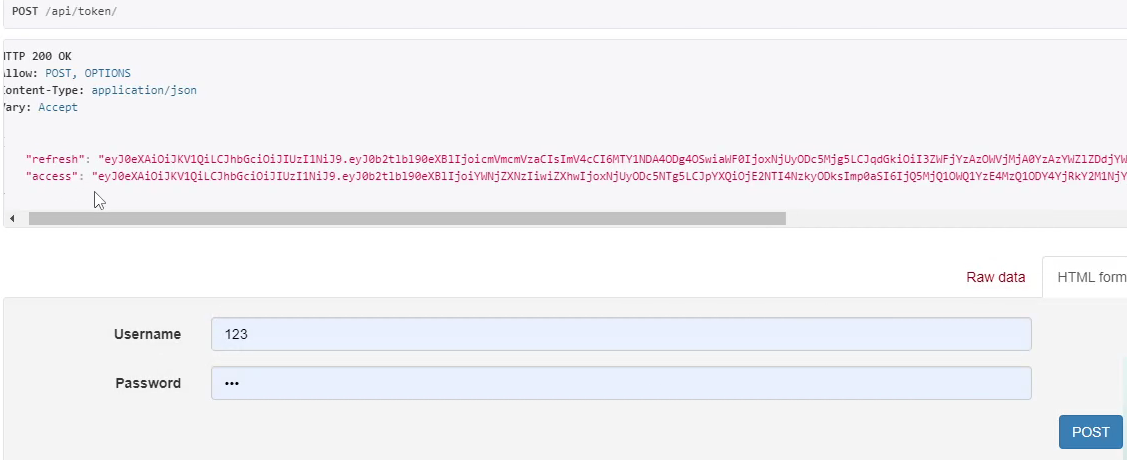 POST /api/token/
HTTP 200 OK
Allow: POST, OPTIONS
Content-Type: application/json
Vary: Accept
"refresh": "eyJ0eXAiOiJKV1QiLCJhbGciOiJIUzI1NiJ9.eyJ0b2tlbl90eXBlIjoicmVmcmVzaCIsImV4cCI6MTY1NDA4ODg4OSwiaWF0IjoxNjUyODc5Mjg5LCJqdGkiOiI3ZWFjYzAzOWVjMjA0YzAzYWZlZDdjYW
"access": "eyJ0eXAiOiJKV1QiLCJhbGciOiJIUzI1NiJ9.eyJ0b2tlbl90eXBlIjoiYWNjZXNzIiwiZXhwIjoxNjUyODc5NTg5LCJpYXQiOjE2NTI4NzkyODksImp0aSI6IjQ5MjQ1OWQ1YzE4MzQ1ODY4YjRkY2M1NjY
Raw data
HTML form
Username
123
Password
•••
POST